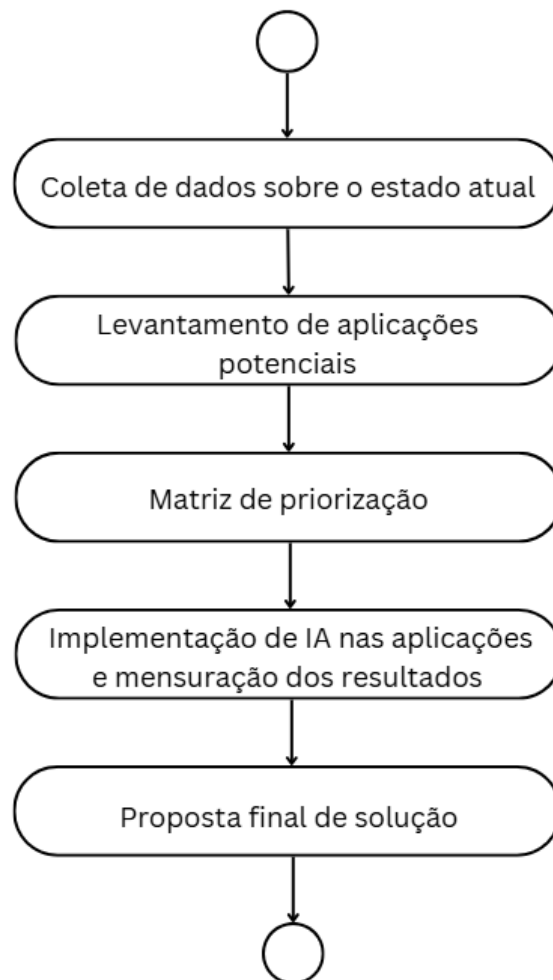 Coleta de dados sobre o estado atual
Levantamento de aplicações
potenciais
Matriz de priorização
Implementação de IA nas aplicações
e mensuração dos resultados
Proposta final de solução